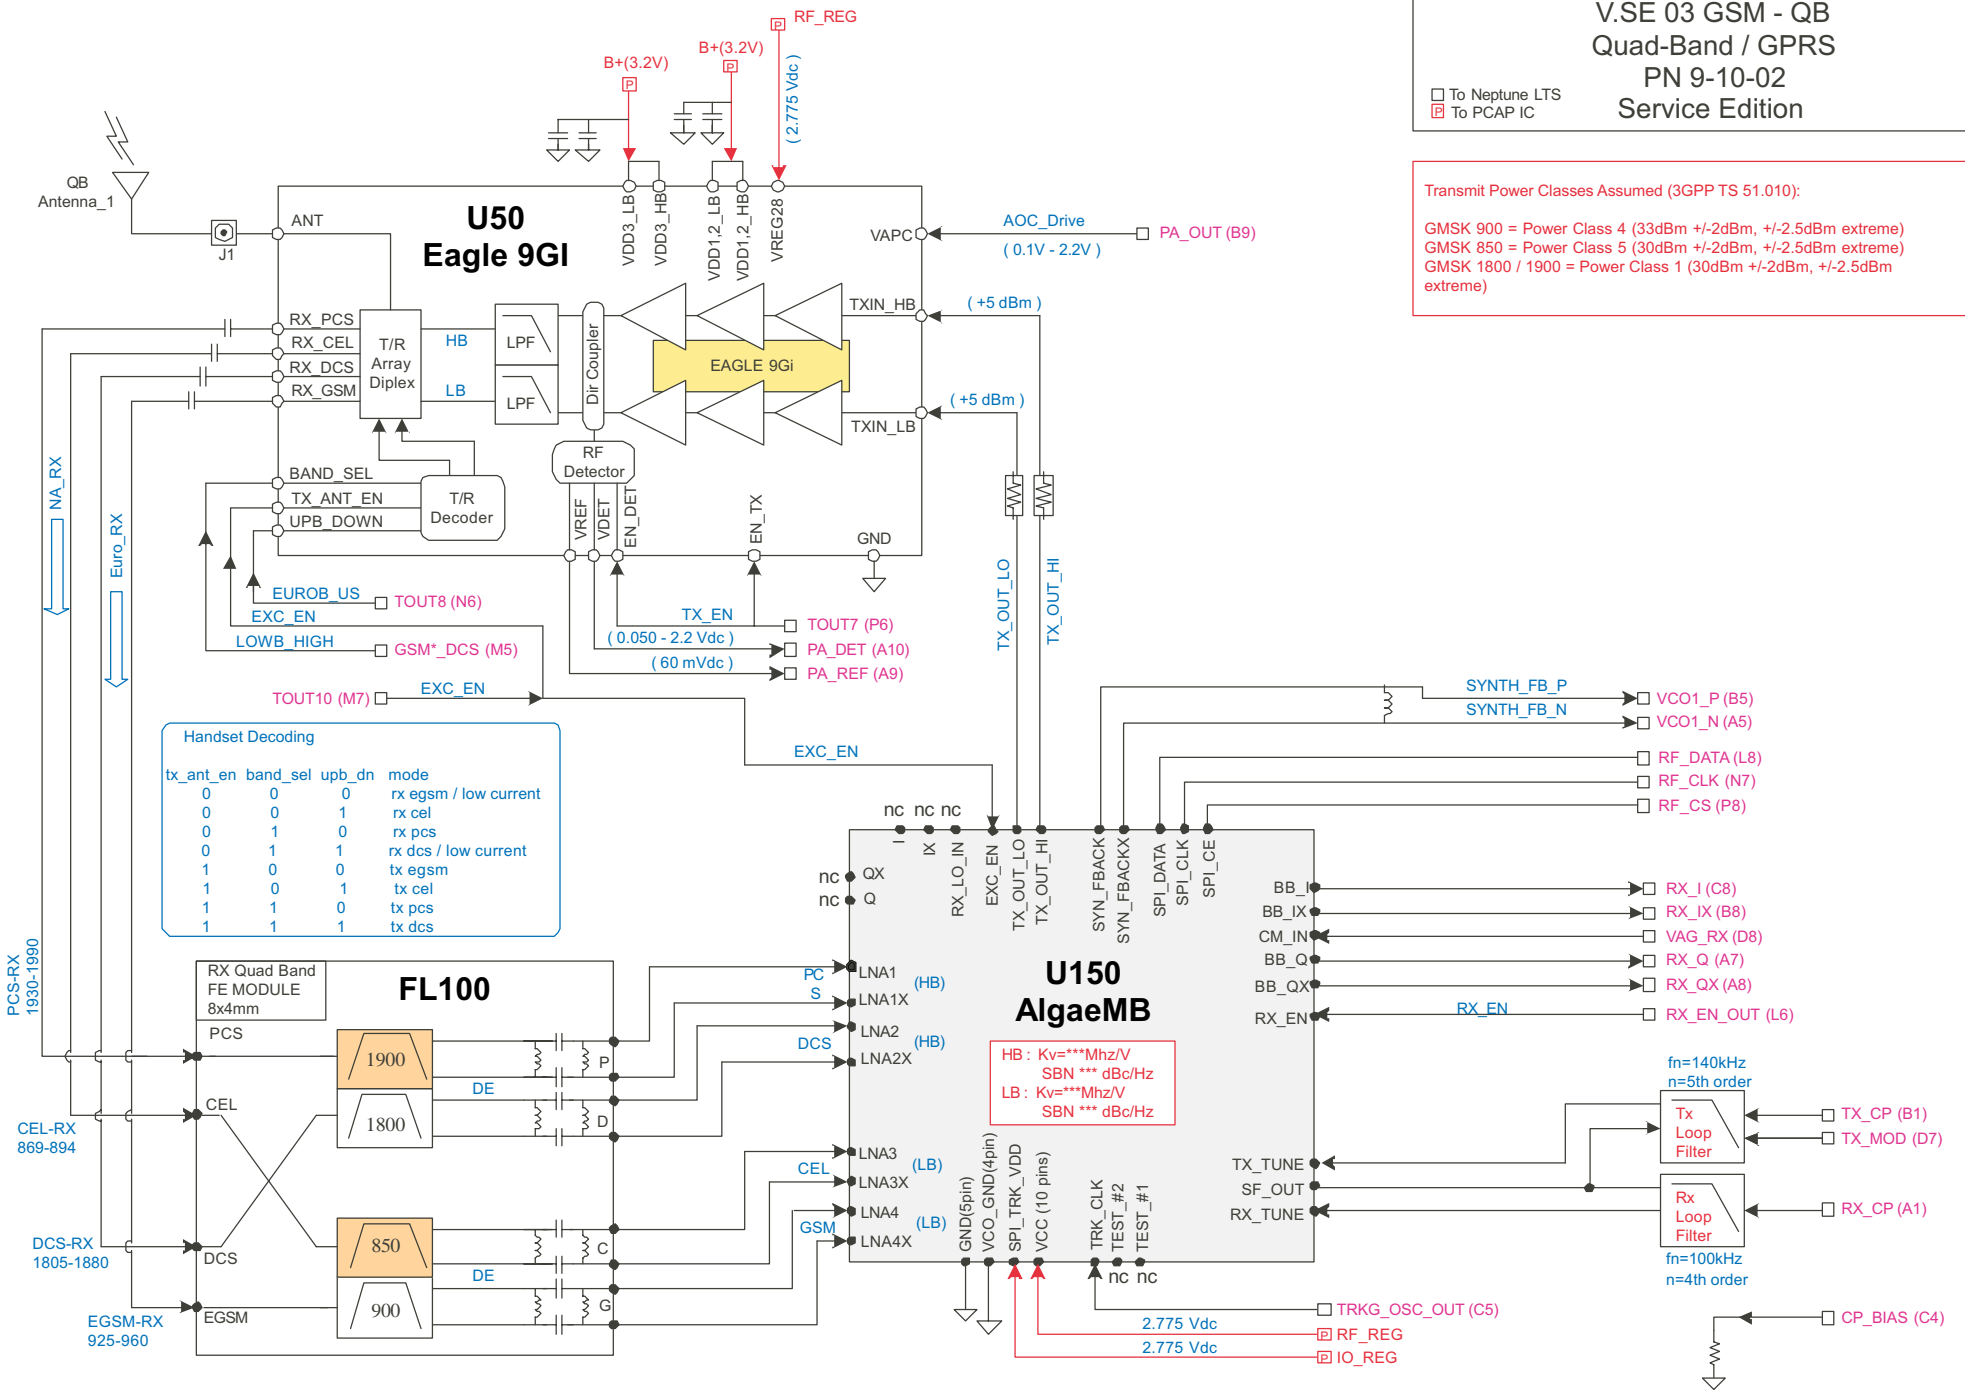 V.SE 03 GSM - QB
Quad-Band / GPRS
PN 9-10-02
Service Edition
To Neptune LTS
P To PCAP IC
Transmit Power Classes Assumed (3GPP TS 51.010):
GMSK 900 = Power Class 4 (33dBm +/-2dBm, +/-2.5dBm extreme)
GMSK 850 = Power Class 5 (30dBm +/-2dBm, +/-2.5dBm extreme)
GMSK 1800 / 1900 = Power Class 1 (30dBm +/-2dBm, +/-2.5dBm
extreme)
P RF_REG
B+(3.2V)
P
B+(3.2V)
P
( 2.775 Vdc )
QB
Antenna_1
J1
ANT
U50
Eagle 9GI
VDD3_LB
VDD3_HB
VDD1,2_LB
VDD1,2_HB
VREG28
VAPC
AOC_Drive
( 0.1V - 2.2V )
PA_OUT (B9)
RX_PCS
RX_CEL
RX_DCS
RX_GSM
T/R
Array
Diplex
HB
LB
LPF
LPF
Dir Coupler
EAGLE 9Gi
TXIN_HB
( +5 dBm )
TXIN_LB
( +5 dBm )
RF
Detector
BAND_SEL
TX_ANT_EN
UPB_DOWN
T/R
Decoder
VREF
VDET
EN_DET
EN_TX
GND
NA_RX
Euro_RX
EUROB_US
TOUT8 (N6)
EXC_EN
LOWB_HIGH
GSM*_DCS (M5)
TX_EN
TOUT7 (P6)
( 0.050 - 2.2 Vdc )
PA_DET (A10)
( 60 mVdc )
PA_REF (A9)
TOUT10 (M7)
EXC_EN
EXC_EN
TX_OUT_LO
TX_OUT_HI
Handset Decoding
tx_ant_en band_sel upb_dn mode
0 0 0 rx egsm / low current
0 0 1 rx cel
0 1 0 rx pcs
0 1 1 rx dcs / low current
1 0 0 tx egsm
1 0 1 tx cel
1 1 0 tx pcs
1 1 1 tx dcs
SYNTH_FB_P
VCO1_P (B5)
SYNTH_FB_N
VCO1_N (A5)
RF_DATA (L8)
RF_CLK (N7)
RF_CS (P8)
nc nc nc
I
IX
RX_LO_IN
EXC_EN
TX_OUT_LO
TX_OUT_HI
SYN_FBACK
SYN_FBACKX
SPI_DATA
SPI_CLK
SPI_CE
nc QX
nc Q
U150
AlgaeMB
BB_I
RX_I (C8)
BB_IX
RX_IX (B8)
CM_IN
VAG_RX (D8)
BB_Q
RX_Q (A7)
BB_QX
RX_QX (A8)
RX_EN
RX_EN
RX_EN_OUT (L6)
HB : Kv=***Mhz/V
SBN *** dBc/Hz
LB : Kv=***Mhz/V
SBN *** dBc/Hz
PC
S
LNA1
(HB)
LNA1X
LNA2
(HB)
DCS
LNA2X
LNA3
(LB)
CEL
LNA3X
LNA4
(LB)
GSM
LNA4X
PCS-RX
1930-1990
RX Quad Band
FE MODULE
8x4mm
FL100
PCS
1900
P
DE
CEL
1800
D
CEL-RX
869-894
DCS-RX
1805-1880
DCS
850
C
DE
EGSM
900
G
EGSM-RX
925-960
GND(5pin)
VCO_GND(4pin)
SPI_TRK_VDD
VCC (10 pins)
TRK_CLK
TEST_#2
TEST_#1
nc nc
TX_TUNE
SF_OUT
RX_TUNE
fn=140kHz
n=5th order
Tx
Loop
Filter
TX_CP (B1)
TX_MOD (D7)
Rx
Loop
Filter
RX_CP (A1)
fn=100kHz
n=4th order
TRKG_OSC_OUT (C5)
2.775 Vdc
P RF_REG
2.775 Vdc
P IO_REG
CP_BIAS (C4)